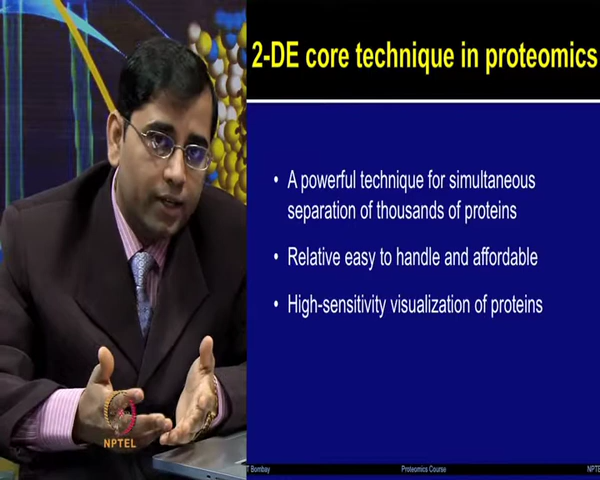 2-DE core technique in proteomics
• A powerful technique for simultaneous
separation of thousands of proteins
• Relative easy to handle and affordable
• High-sensitivity visualization of proteins
NPTEL
T Bombay
Proteomics Course
NPTE